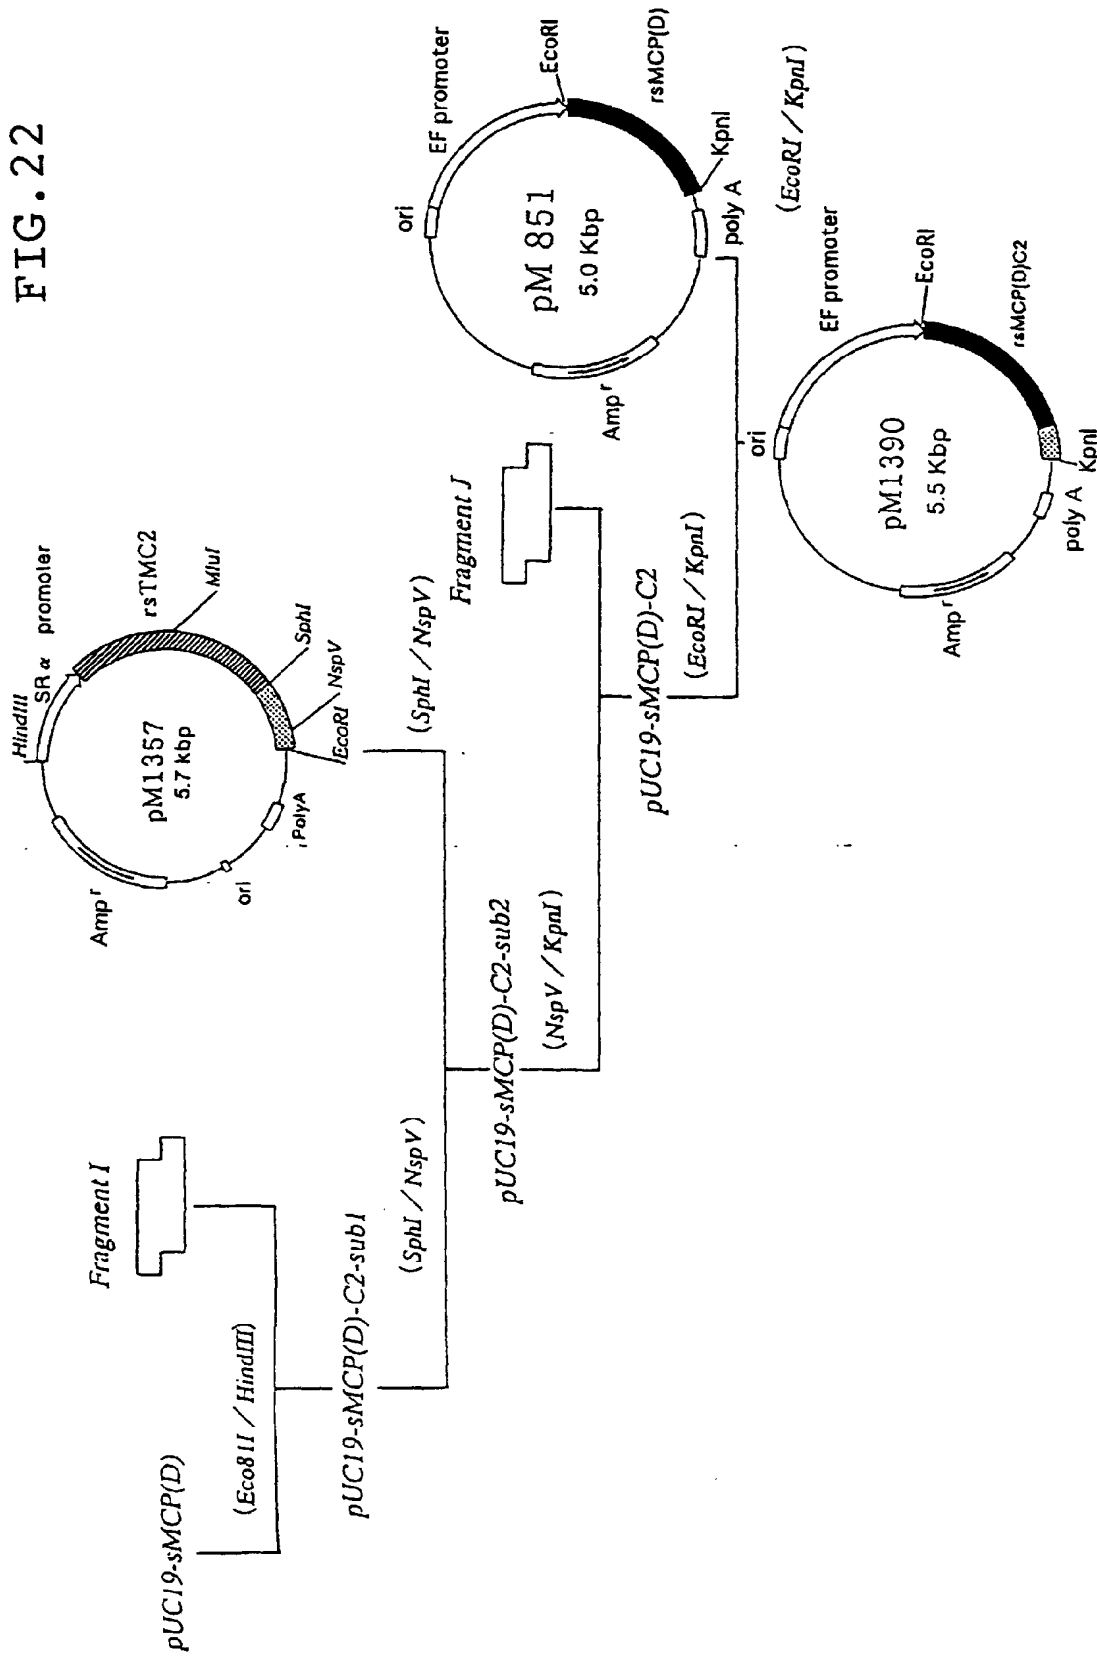 FIG.22
pUC19-sMCP(D)
Fragment I
(Eco81I / HindIII)
pUC19-sMCP(D)-C2-sub1
HindIII
SRα promoter
rsTMC2
MluI
SphI
NspV
EcoRI
PolyA
ori
Ampr
pM1357
5.7 kbp
(SphI / NspV)
(SphI / NspV)
pUC19-sMCP(D)-C2-sub2
Fragment J
(NspV / KpnI)
pUC19-sMCP(D)-C2
ori
EF promoter
EcoRI
rsMCP(D)
KpnI
poly A
Ampr
pM 851
5.0 Kbp
(EcoRI / KpnI)
(EcoRI / KpnI)
ori
EF promoter
EcoRI
rsMCP(D)C2
KpnI
poly A
Ampr
pM1390
5.5 Kbp